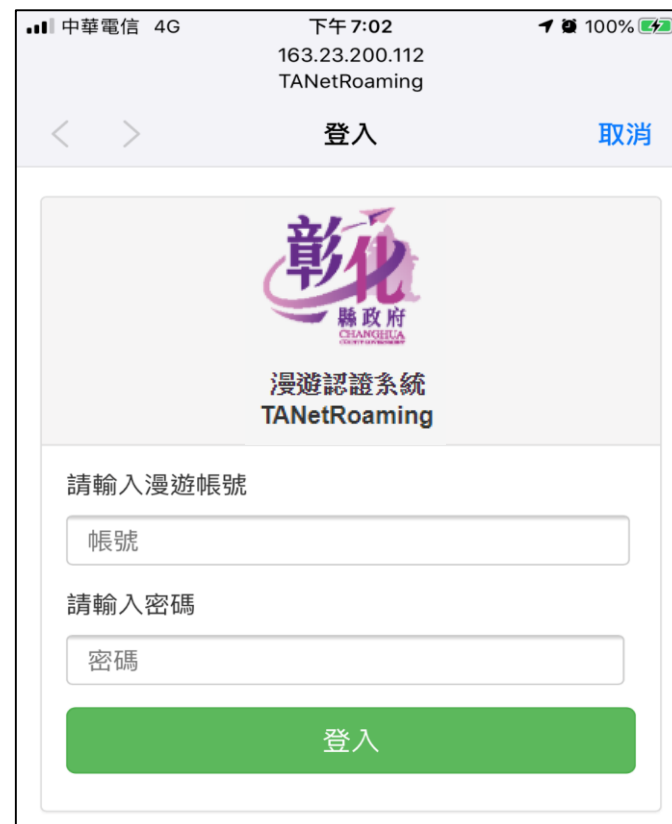 中華電信 4G 下午7:02 100%
163.23.200.112
TANetRoaming
< > 登入 取消
彰化
縣政府
CHANGHUA
COUNTY GOVERNMENT
漫遊認證系統
TANetRoaming
請輸入漫遊帳號
帳號
請輸入密碼
密碼
登入